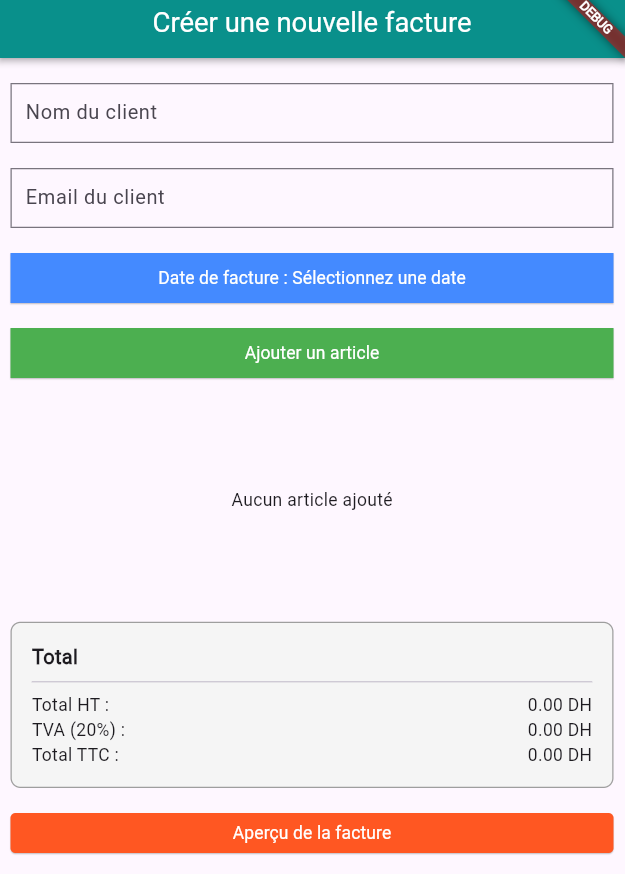 Créer une nouvelle facture
DEBUG
Nom du client
Email du client
Date de facture : Sélectionnez une date
Ajouter un article
Aucun article ajouté
Total
Total HT : 0.00 DH
TVA (20%) : 0.00 DH
Total TTC : 0.00 DH
Aperçu de la facture